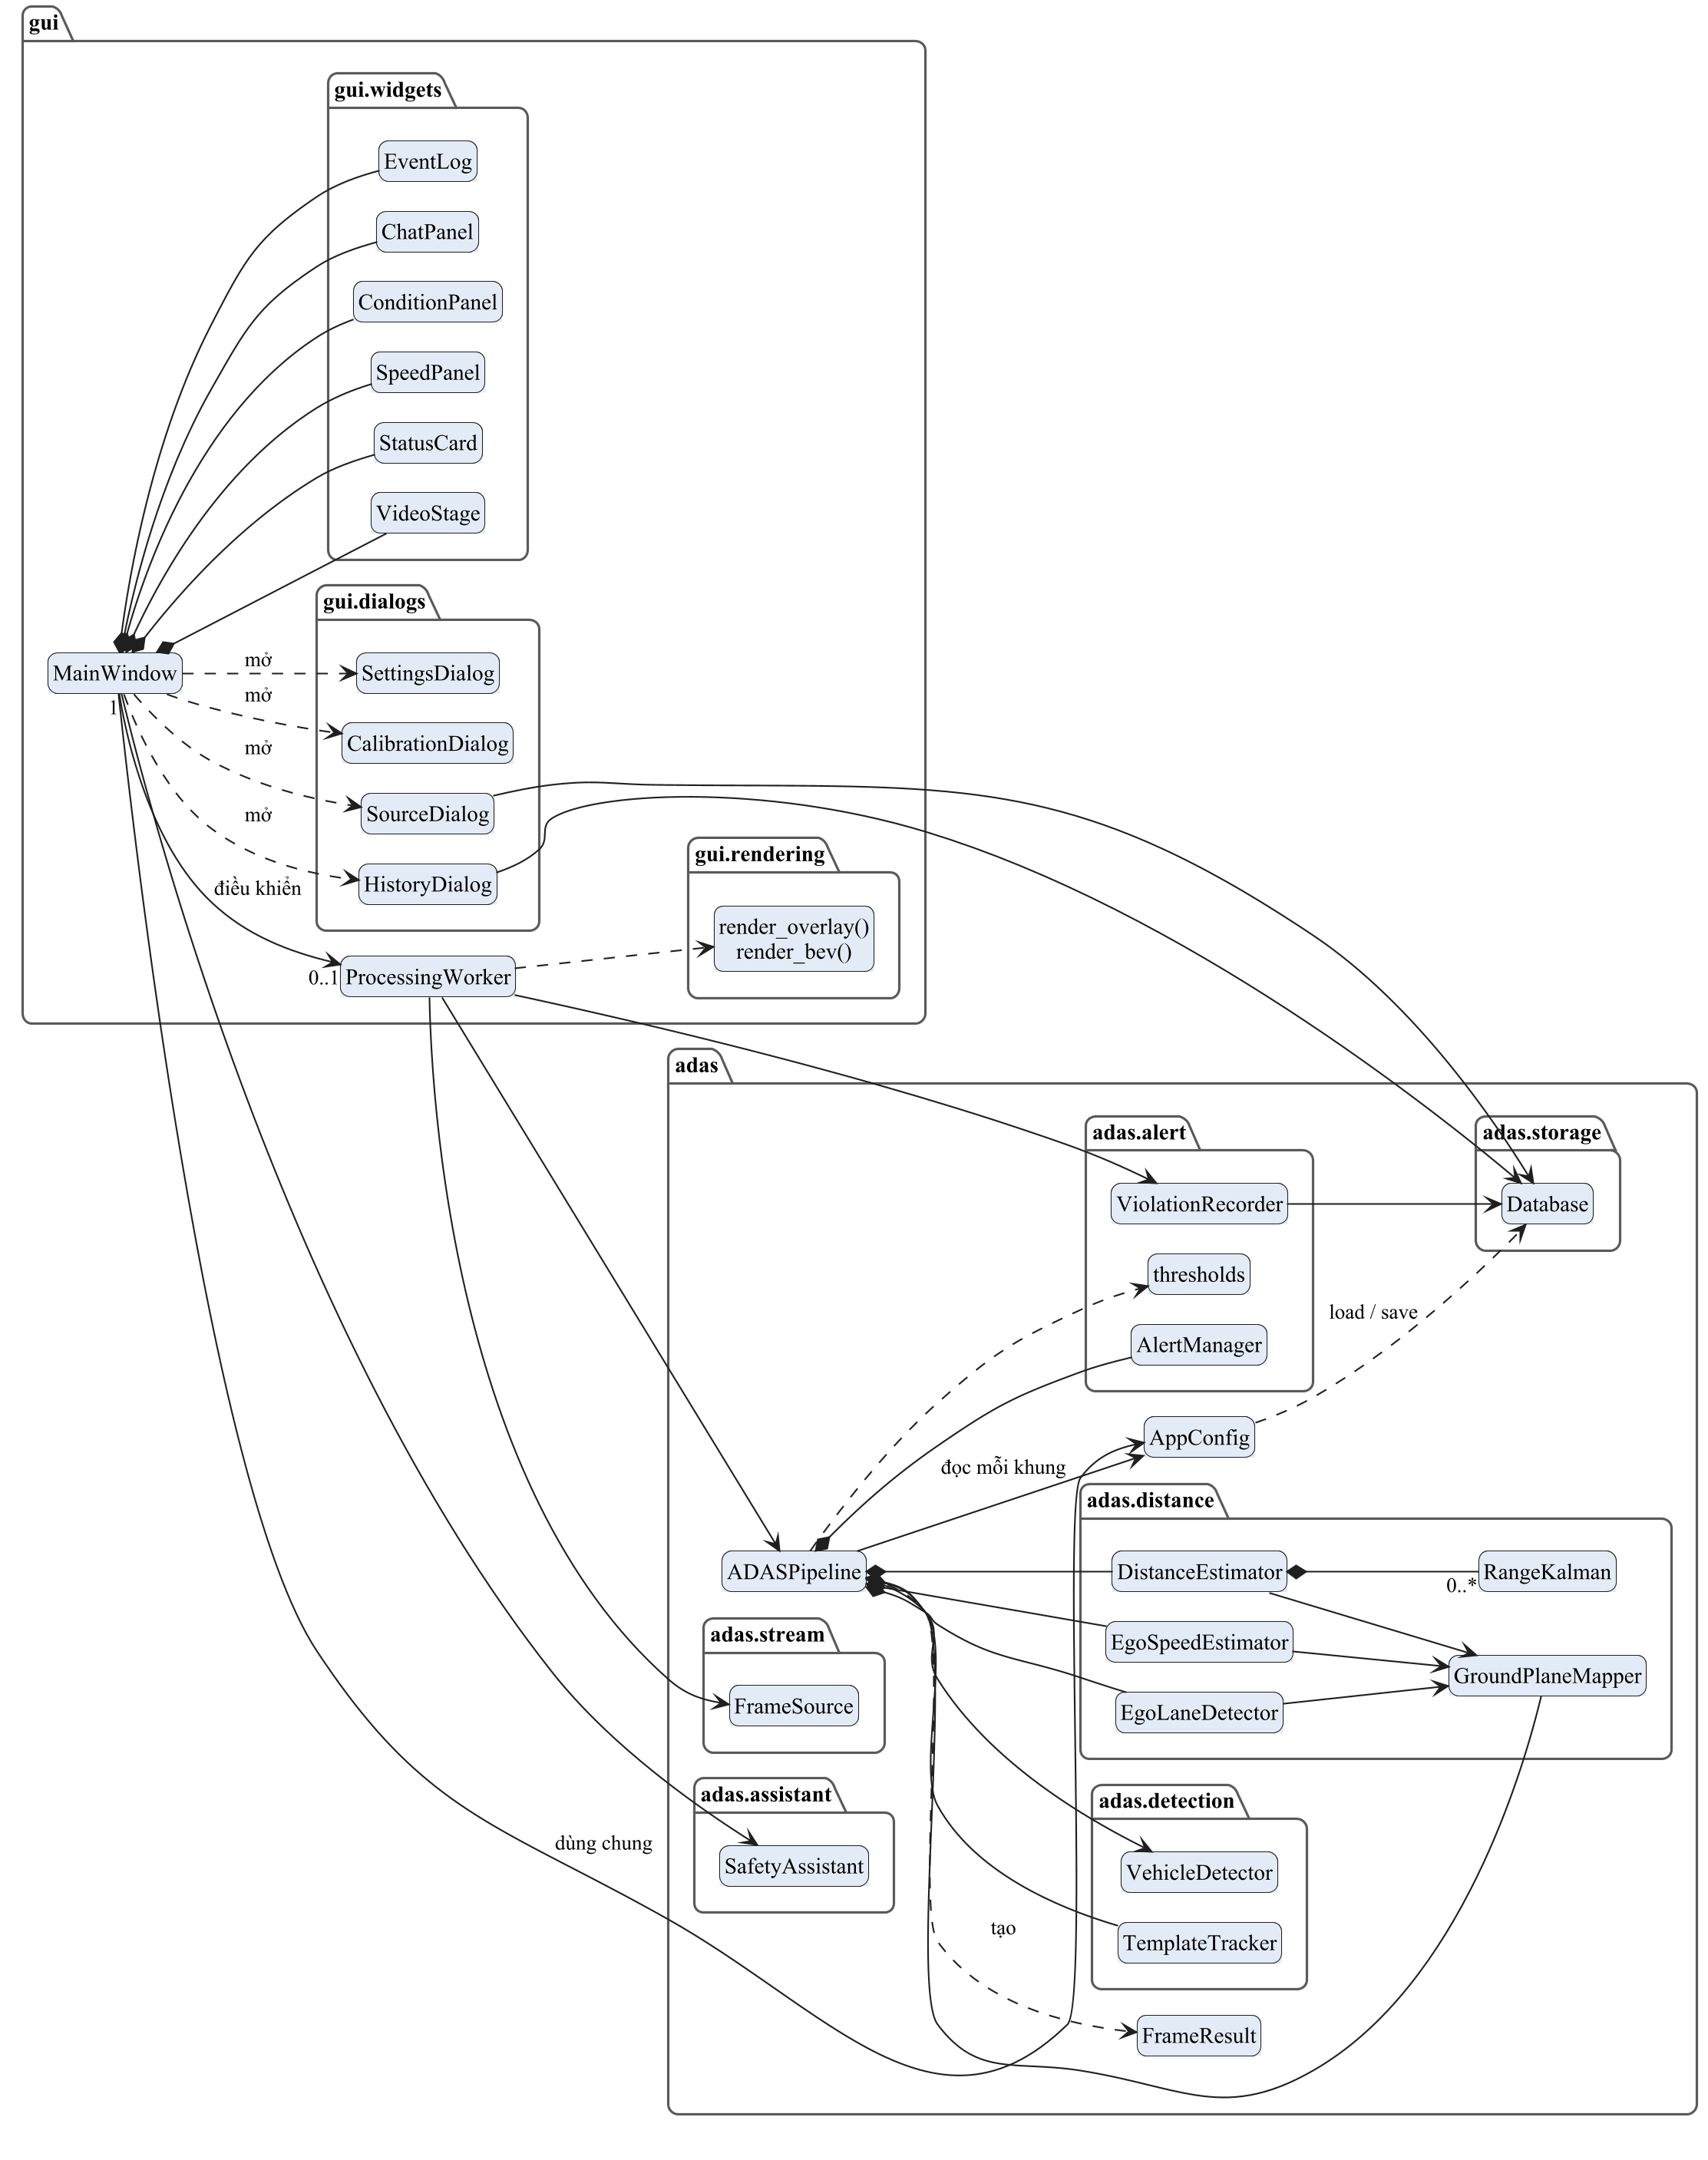 gui
gui.widgets
EventLog
ChatPanel
ConditionPanel
SpeedPanel
StatusCard
VideoStage
gui.dialogs
MainWindow
1
mở
mở
mở
mở
SettingsDialog
CalibrationDialog
SourceDialog
HistoryDialog
điều khiển
0..1
ProcessingWorker
gui.rendering
render_overlay()
render_bev()
adas
adas.alert
ViolationRecorder
thresholds
AlertManager
adas.storage
Database
load / save
AppConfig
đọc mỗi khung
adas.distance
ADASPipeline
DistanceEstimator
0..*
RangeKalman
EgoSpeedEstimator
GroundPlaneMapper
EgoLaneDetector
adas.stream
FrameSource
adas.assistant
SafetyAssistant
dùng chung
adas.detection
VehicleDetector
TemplateTracker
tạo
FrameResult